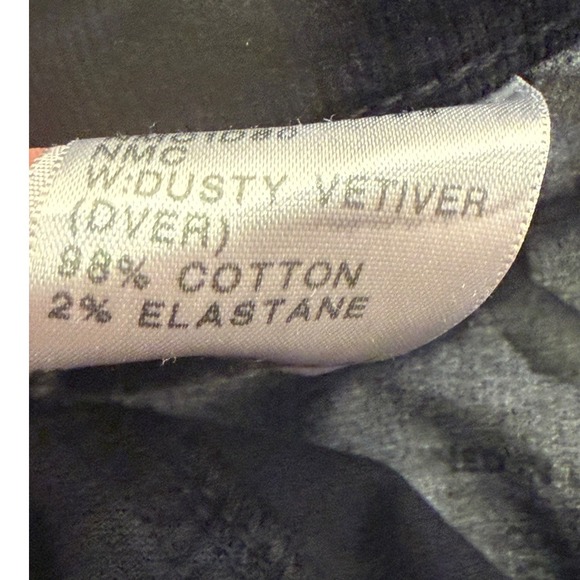 NMC
W:DUSTY VETIVER
(DVER)
98% COTTON
2% ELASTANE